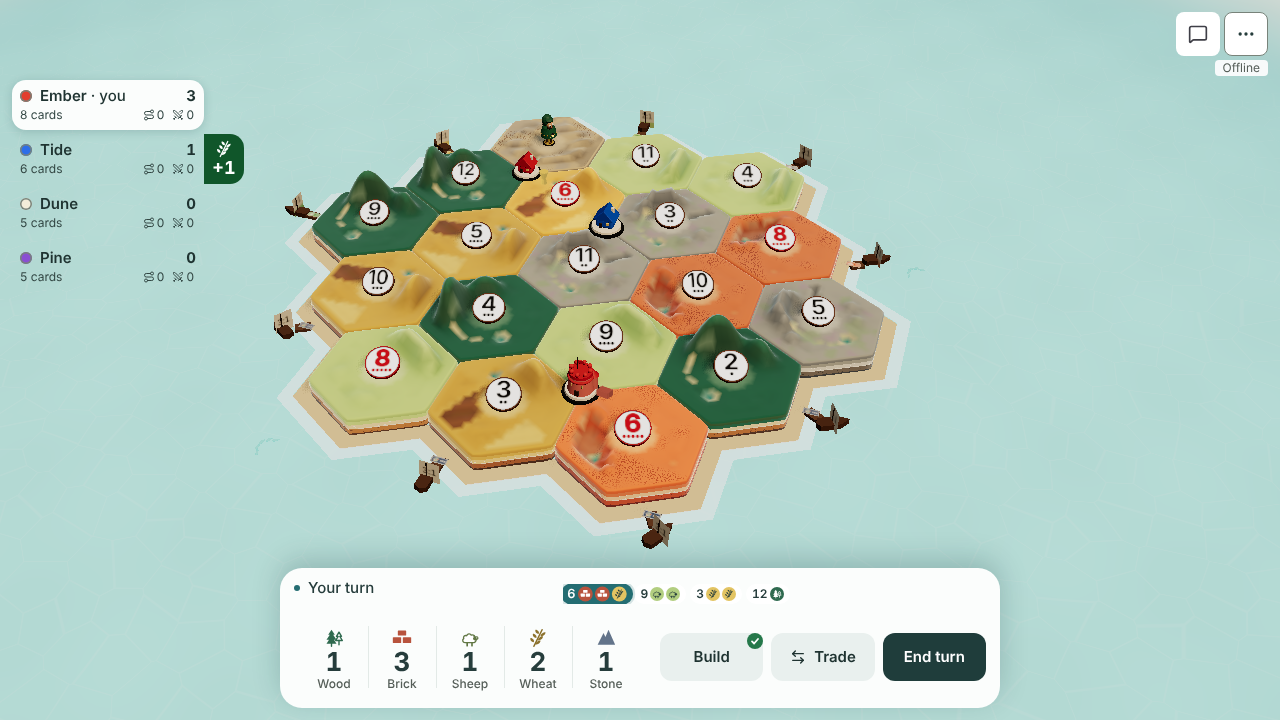 Offline
Ember · you 3
8 cards 0 0
Tide 1
6 cards 0 0
+1
Dune 0
5 cards 0 0
Pine 0
5 cards 0 0
11
12
4
6
9
3
5
8
11
10
10
4
5
9
8
2
3
6
Your turn
6 9 3 12
1 3 1 2 1
Wood Brick Sheep Wheat Stone
Build Trade End turn